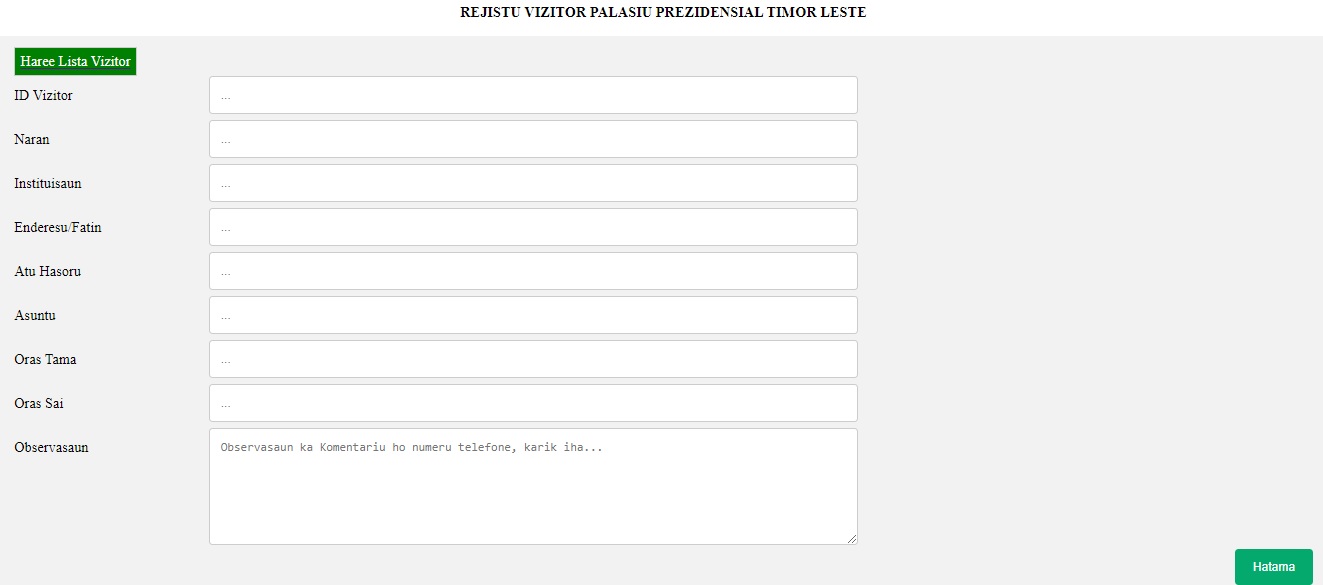 REJISTU VIZITOR PALASIU PREZIDENSIAL TIMOR LESTE
Haree Lista Vizitor
ID Vizitor
...
Naran
...
Instituisaun
...
Enderesu/Fatin
...
Atu Hasoru
...
Asuntu
...
Oras Tama
...
Oras Sai
...
Observasaun
Observasaun ka Komentariu ho numeru telefone, karik iha...
Hatama